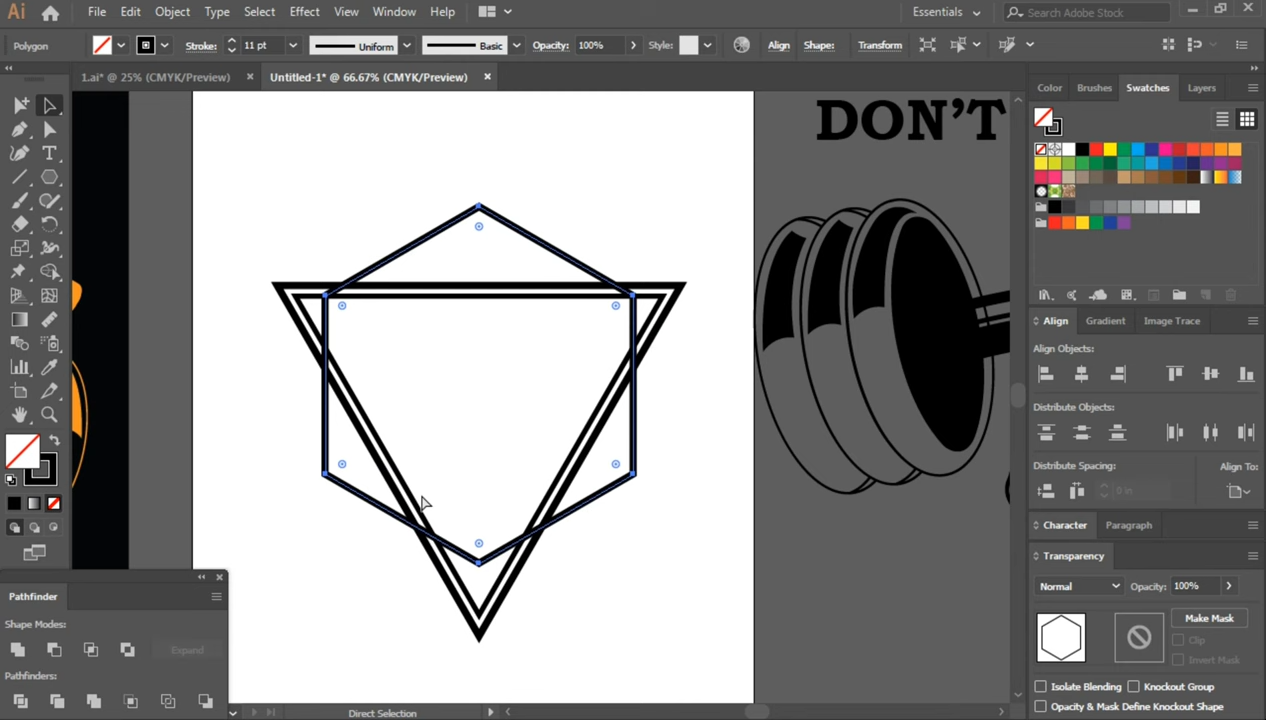 Ai File Edit Object Type Select Effect View Window Help Essentials Search Adobe Stock
Polygon Stroke: 11 pt Uniform Basic Opacity: 100% Style: Align Shape: Transform
1.ai* @ 25% (CMYK/Preview) × Untitled-1* @ 66.67% (CMYK/Preview) ×
Color Brushes Swatches Layers
DON’T
Align Gradient Image Trace
Align Objects:
Distribute Objects:
Distribute Spacing: Align To:
0 in
Character Paragraph
Transparency
Normal Opacity: 100%
Make Mask
Clip
Invert Mask
Isolate Blending Knockout Group
Opacity & Mask Define Knockout Shape
Pathfinder
Shape Modes:
Expand
Pathfinders:
Direct Selection